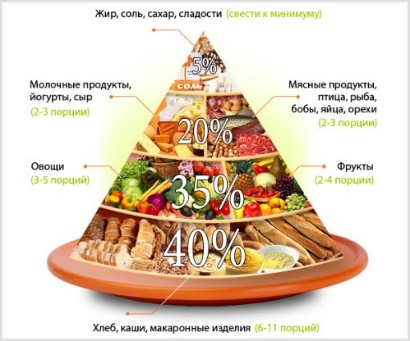 Жир, соль, сахар, сладости (свести к минимуму)
5%
СОЛЬ
Молочные продукты,
йогурты, сыр
(2-3 порции)
Мясные продукты,
птица, рыба,
бобы, яйца, орехи
(2-3 порции)
20%
Овощи
(3-5 порций)
Фрукты
(2-4 порции)
35%
40%
Хлеб, каши, макаронные изделия (6-11 порций)